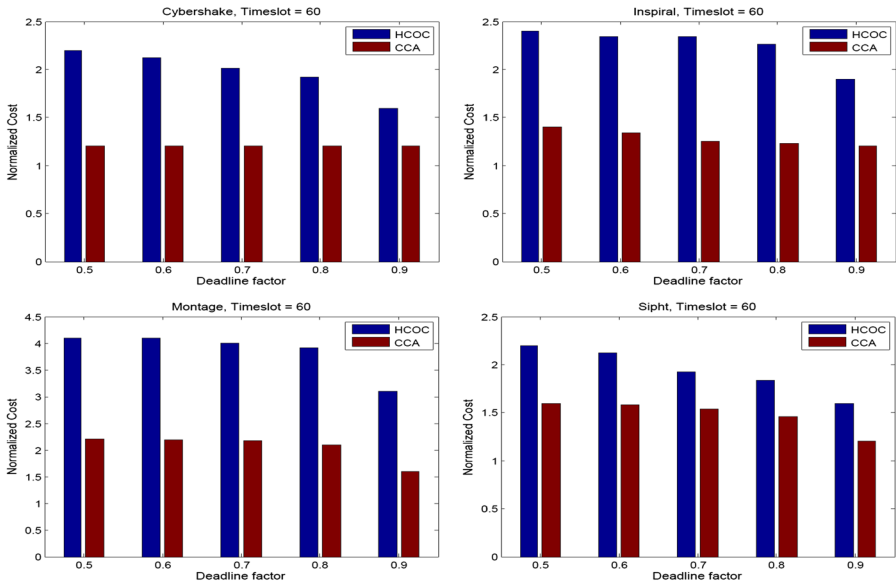 Cybershake, Timeslot = 60
Normalized Cost
2.5
2
1.5
1
0.5
0
HCOC
CCA
0.5 0.6 0.7 0.8 0.9
Deadline factor
Inspiral, Timeslot = 60
Normalized Cost
2.5
2
1.5
1
0.5
0
HCOC
CCA
0.5 0.6 0.7 0.8 0.9
Deadline factor
Montage, Timeslot = 60
Normalized Cost
4.5
4
3.5
3
2.5
2
1.5
1
0.5
0
HCOC
CCA
0.5 0.6 0.7 0.8 0.9
Deadline factor
Sipht, Timeslot = 60
Normalized Cost
2.5
2
1.5
1
0.5
0
HCOC
CCA
0.5 0.6 0.7 0.8 0.9
Deadline factor